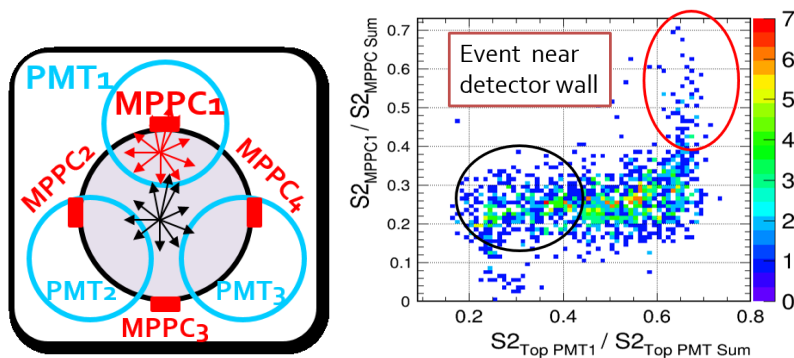 PMT1
MPPC1
MPPC2
MPPC4
PMT2
PMT3
MPPC3
S2MPPC1 / S2MPPC Sum
0.7
0.6
0.5
0.4
0.3
0.2
0.1
0
Event near
detector wall
0.2
0.4
0.6
0.8
S2Top PMT1 / S2Top PMT Sum
7
6
5
4
3
2
1
0